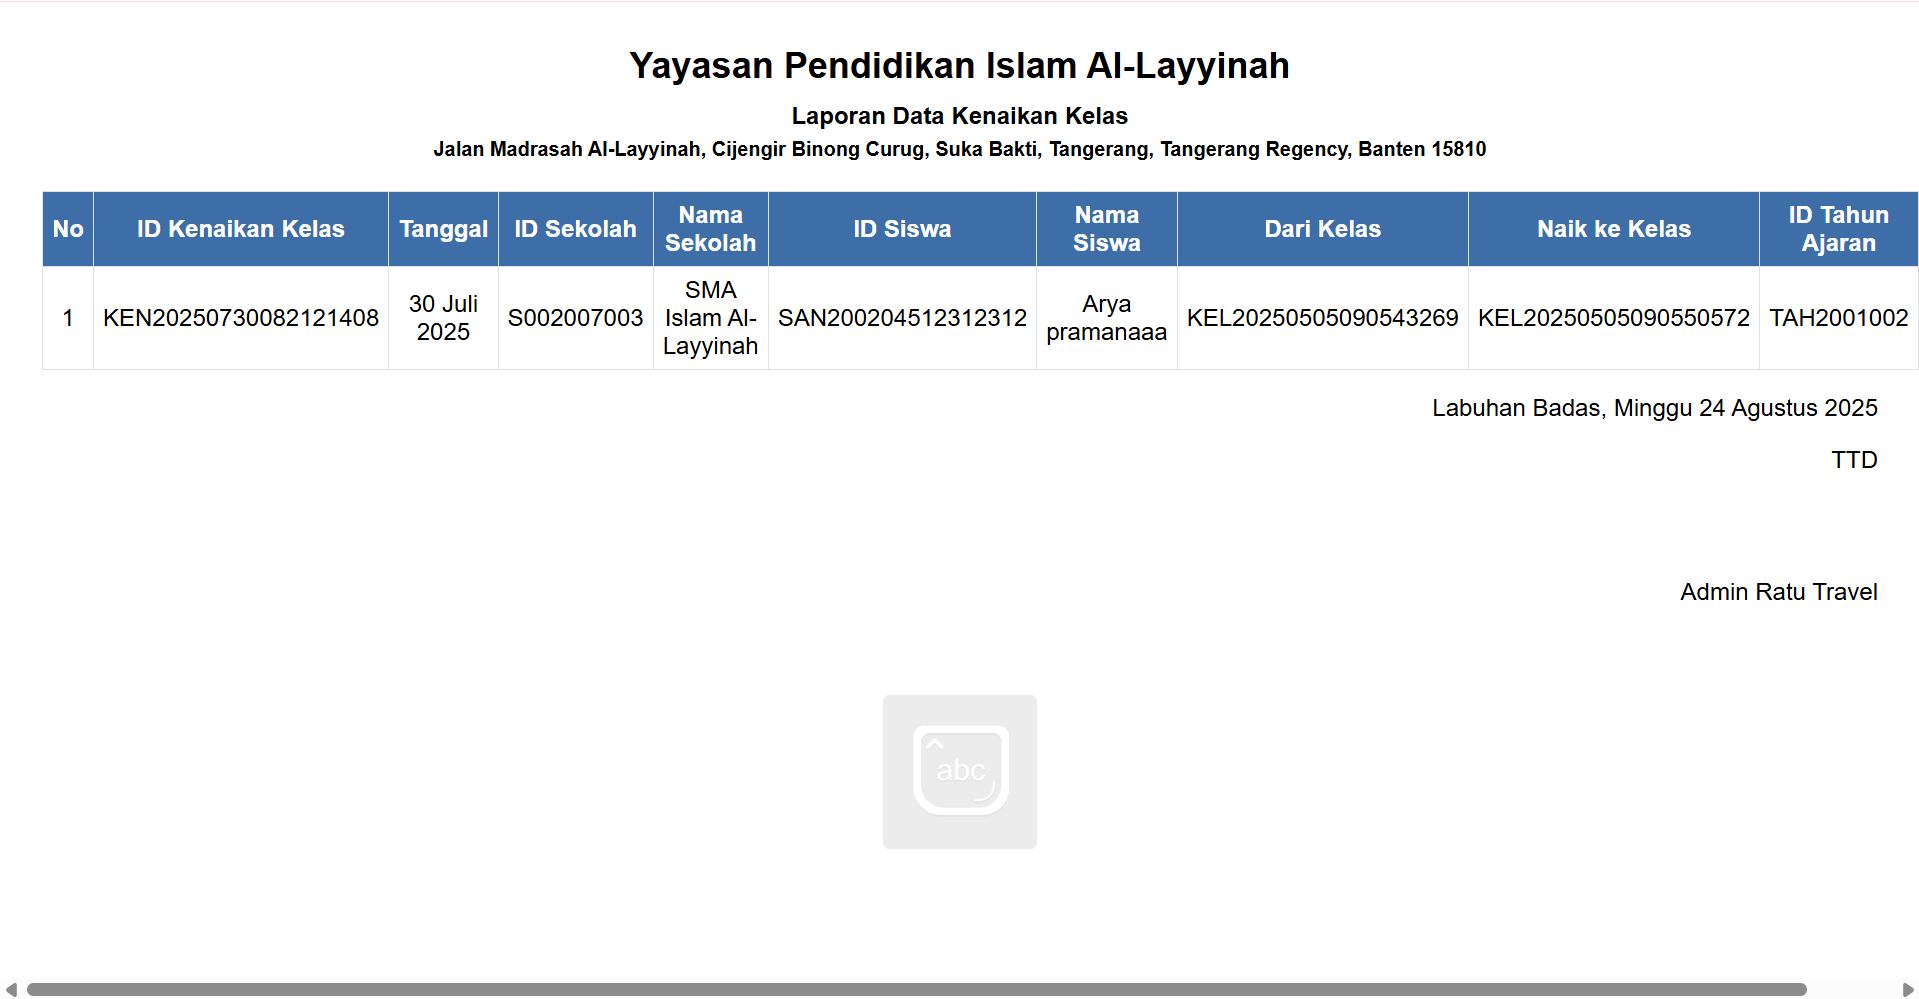 Yayasan Pendidikan Islam Al-Layyinah
Laporan Data Kenaikan Kelas
Jalan Madrasah Al-Layyinah, Cijengir Binong Curug, Suka Bakti, Tangerang, Tangerang Regency, Banten 15810
No ID Kenaikan Kelas Tanggal ID Sekolah Nama Sekolah ID Siswa Nama Siswa Dari Kelas Naik ke Kelas ID Tahun Ajaran
1 KEN20250730082121408 30 Juli 2025 S002007003 SMA Islam Al-Layyinah SAN200204512312312 Arya pramanaaa KEL20250505090543269 KEL20250505090550572 TAH2001002
Labuhan Badas, Minggu 24 Agustus 2025
TTD
Admin Ratu Travel
abc